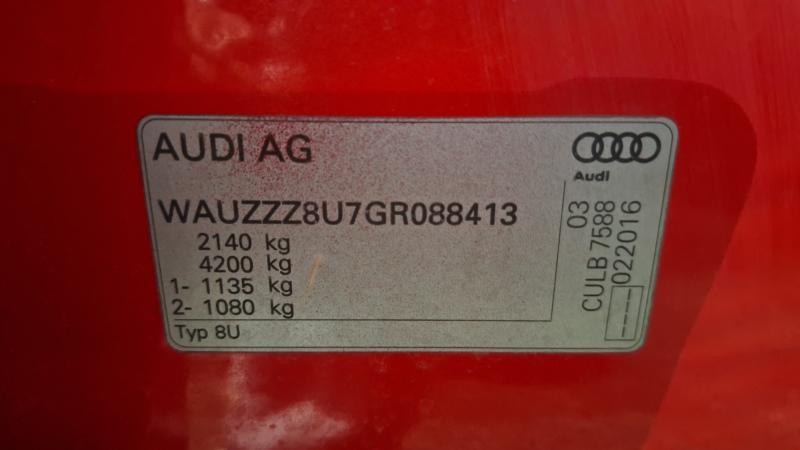 AUDI AG
Audi
WAUZZZ8U7GR088413
2140 kg
4200 kg
1- 1135 kg
2- 1080 kg
Typ 8U
03
CULB 7588
022016
----